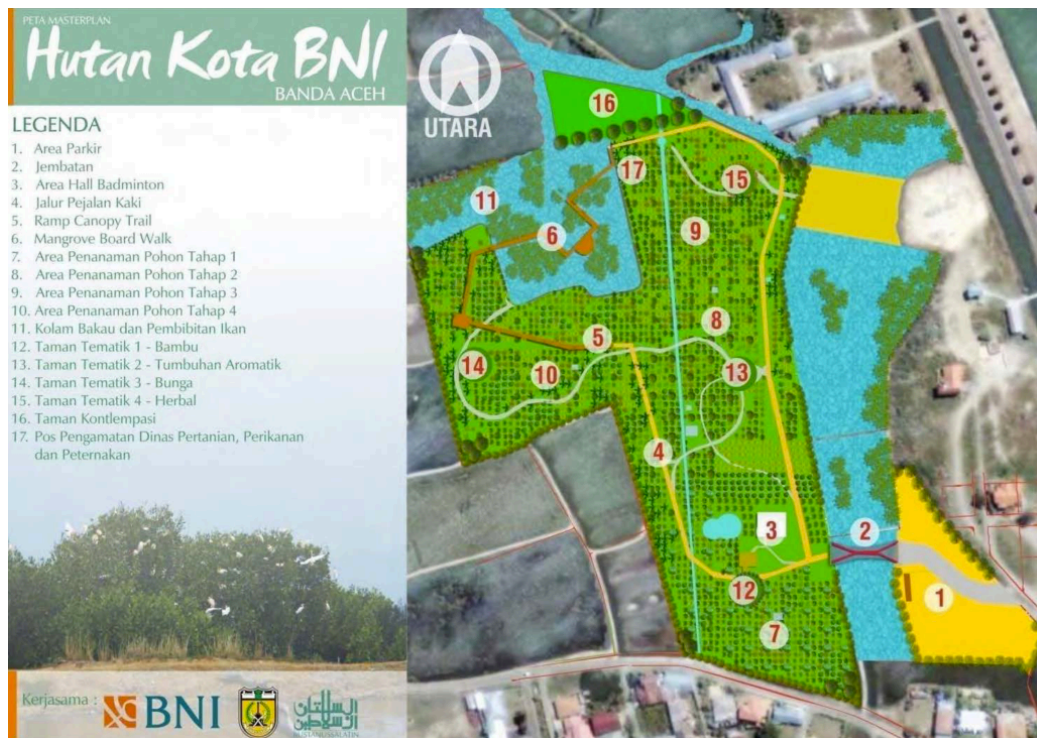 PETA MASTERPLAN
Hutan Kota BNI
BANDA ACEH
LEGENDA
1. Area Parkir
2. Jembatan
3. Area Hall Badminton
4. Jalur Pejalan Kaki
5. Ramp Canopy Trail
6. Mangrove Board Walk
7. Area Penanaman Pohon Tahap 1
8. Area Penanaman Pohon Tahap 2
9. Area Penanaman Pohon Tahap 3
10. Area Penanaman Pohon Tahap 4
11. Kolam Bakau dan Pembibitan Ikan
12. Taman Tematik 1 - Bambu
13. Taman Tematik 2 - Tumbuhan Aromatik
14. Taman Tematik 3 - Bunga
15. Taman Tematik 4 - Herbal
16. Taman Kontlempasi
17. Pos Pengamatan Dinas Pertanian, Perikanan
dan Peternakan
Kerjasama :
BNI
UTARA
16
17
15
11
6
9
8
5
14
10
13
4
3
2
12
1
7